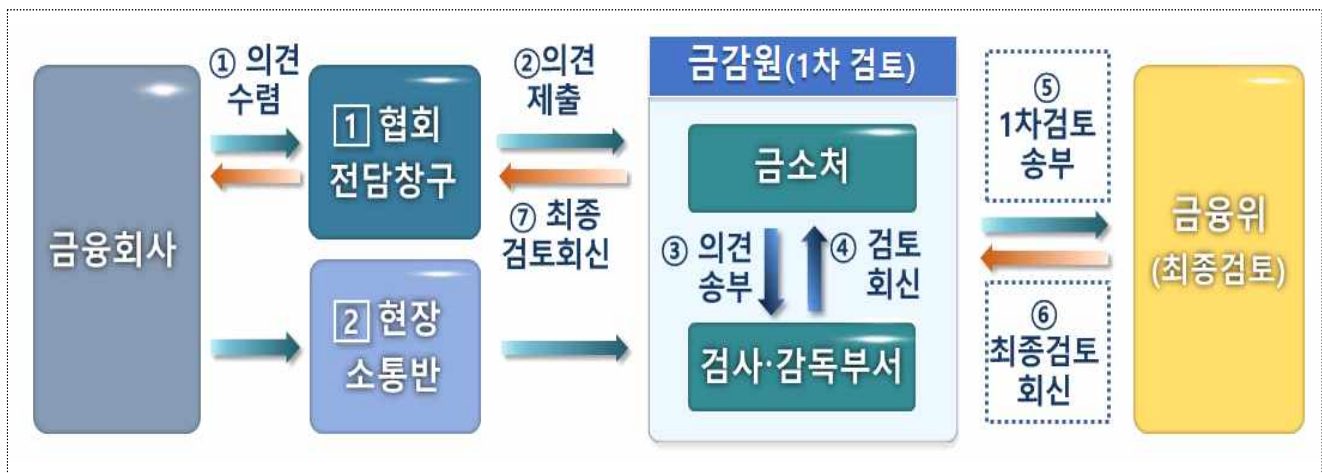 금융회사
① 의견
수렴
1 협회
전담창구
2 현장
소통반
②의견
제출
⑦ 최종
검토회신
금감원(1차 검토)
금소처
③ 의견
송부
④ 검토
회신
검사·감독부서
⑤
1차검토
송부
⑥
최종검토
회신
금융위
(최종검토)